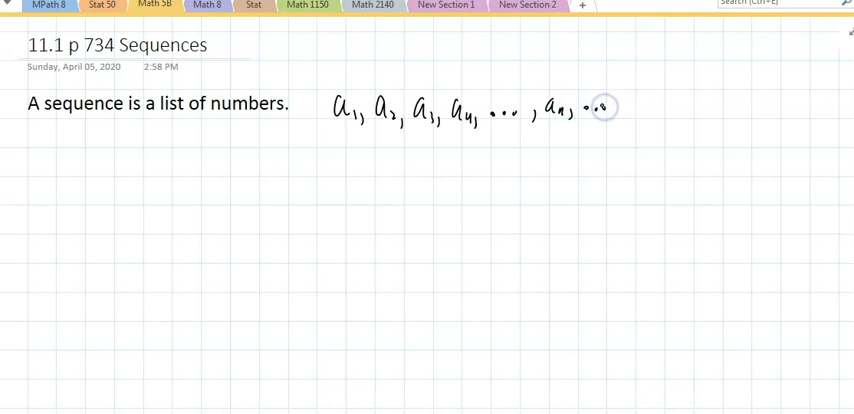 MPath 8 Stat 50 Math 5B Math 8 Stat Math 1150 Math 2140 New Section 1 New Section 2 + Search (Ctrl+E)
11.1 p 734 Sequences
Sunday, April 05, 2020 2:58 PM
A sequence is a list of numbers. a₁, a₂, a₃, a₄, ..., aₙ, ...